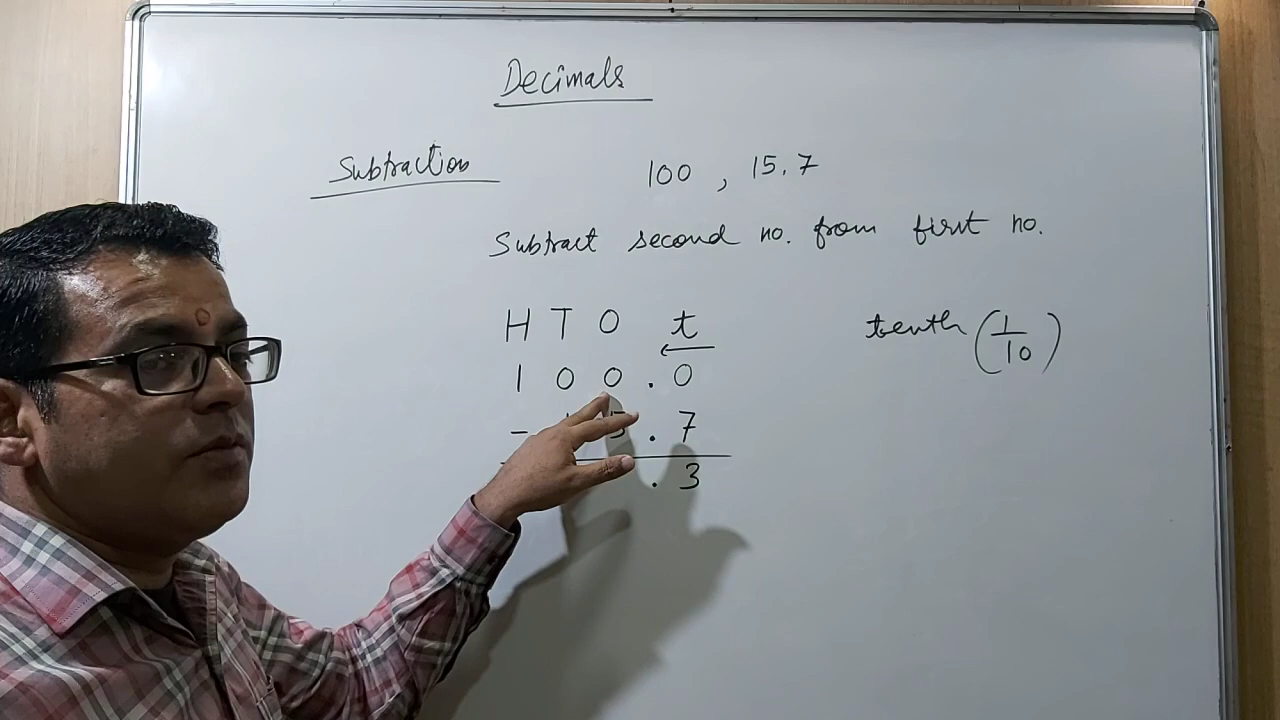 Decimals
Subtraction 100 , 15.7
Subtract second no. from first no.
H T O t tenth (1/10)
1 0 0 . 0
- 5 . 7
. 3